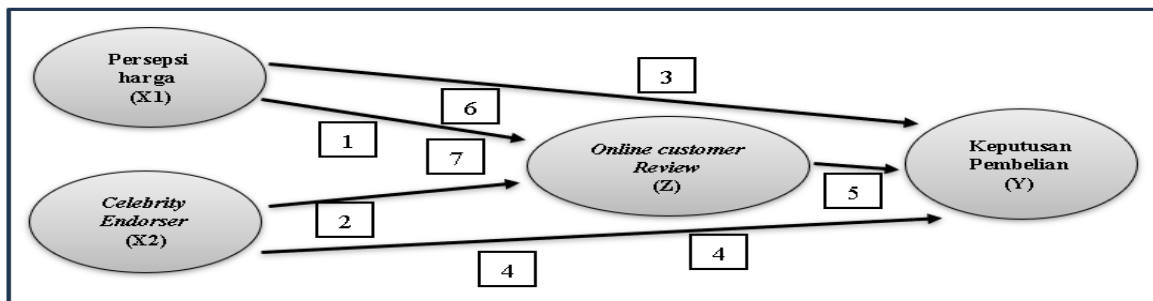 Persepsi
harga
(X1)
3
6
1
7
Online customer
Review
(Z)
Keputusan
Pembelian
(Y)
5
Celebrity
Endorser
(X2)
2
4
4